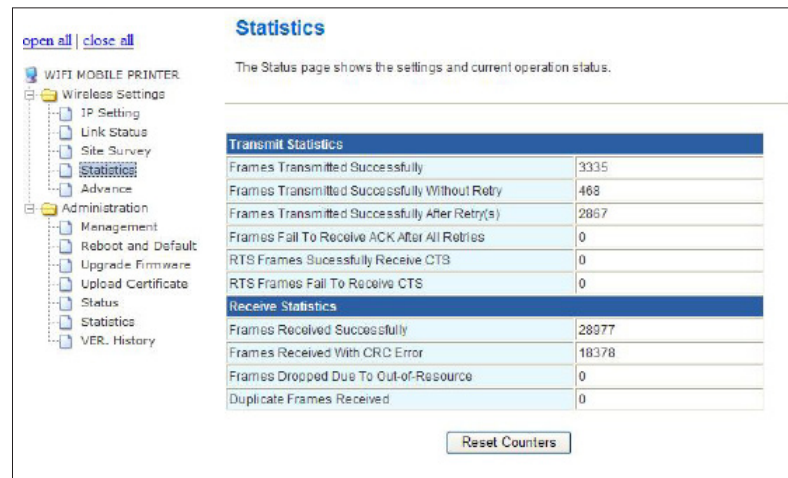 open all | close all
WIFI MOBILE PRINTER
Wireless Settings
IP Setting
Link Status
Site Survey
Statistics
Advance
Administration
Management
Reboot and Default
Upgrade Firmware
Upload Certificate
Status
Statistics
VER. History
Statistics
The Status page shows the settings and current operation status.
Transmit Statistics
Frames Transmitted Successfully 3335
Frames Transmitted Successfully Without Retry 468
Frames Transmitted Successfully After Retry(s) 2867
Frames Fail To Receive ACK After All Retries 0
RTS Frames Sucessfully Receive CTS 0
RTS Frames Fail To Receive CTS 0
Receive Statistics
Frames Received Successfully 28977
Frames Received With CRC Error 18378
Frames Dropped Due To Out-of-Resource 0
Duplicate Frames Received 0
Reset Counters